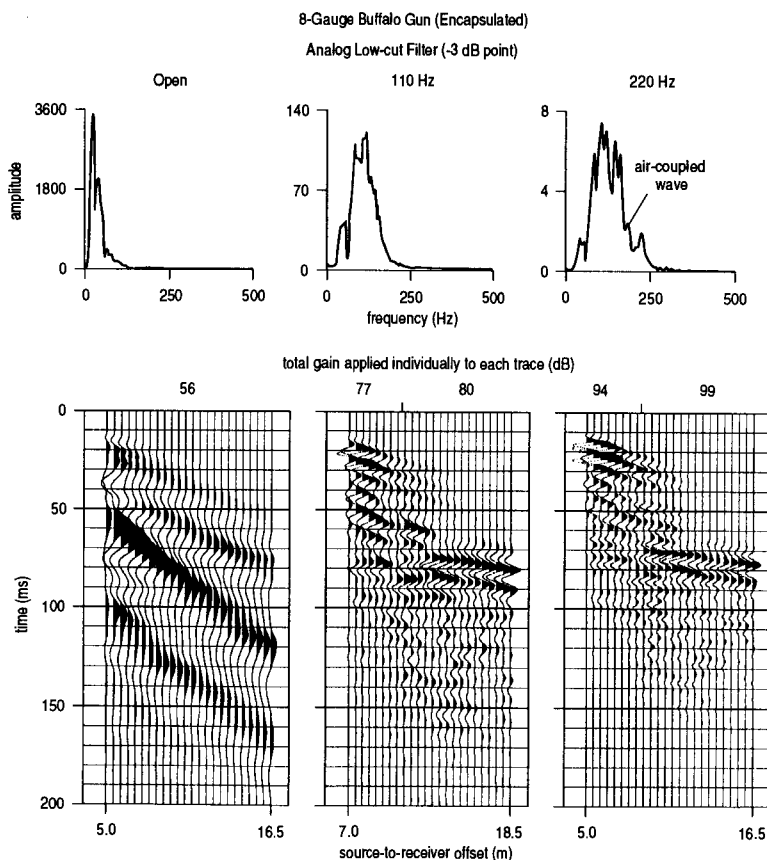 8-Gauge Buffalo Gun (Encapsulated)
Analog Low-cut Filter (-3 dB point)
Open
110 Hz
220 Hz
3600
1800
0
amplitude
0
250
500
140
70
0
0
250
500
frequency (Hz)
8
4
0
air-coupled
wave
0
250
500
total gain applied individually to each trace (dB)
56
77
80
94
99
0
50
100
150
200
time (ms)
5.0
16.5
7.0
18.5
5.0
16.5
source-to-receiver offset (m)